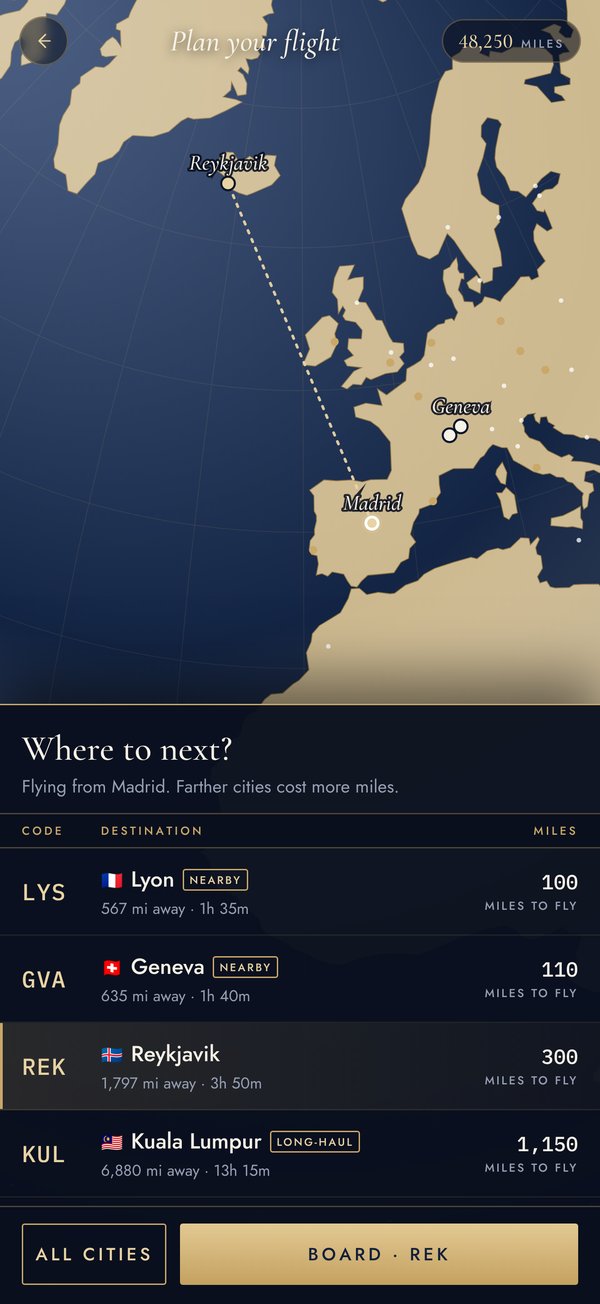 Plan your flight
48,250 MILES
Reykjavik
Geneva
Madrid
Where to next?
Flying from Madrid. Farther cities cost more miles.
CODE DESTINATION MILES
LYS Lyon NEARBY 100
567 mi away · 1h 35m MILES TO FLY
GVA Geneva NEARBY 110
635 mi away · 1h 40m MILES TO FLY
REK Reykjavik 300
1,797 mi away · 3h 50m MILES TO FLY
KUL Kuala Lumpur LONG-HAUL 1,150
6,880 mi away · 13h 15m MILES TO FLY
ALL CITIES BOARD · REK